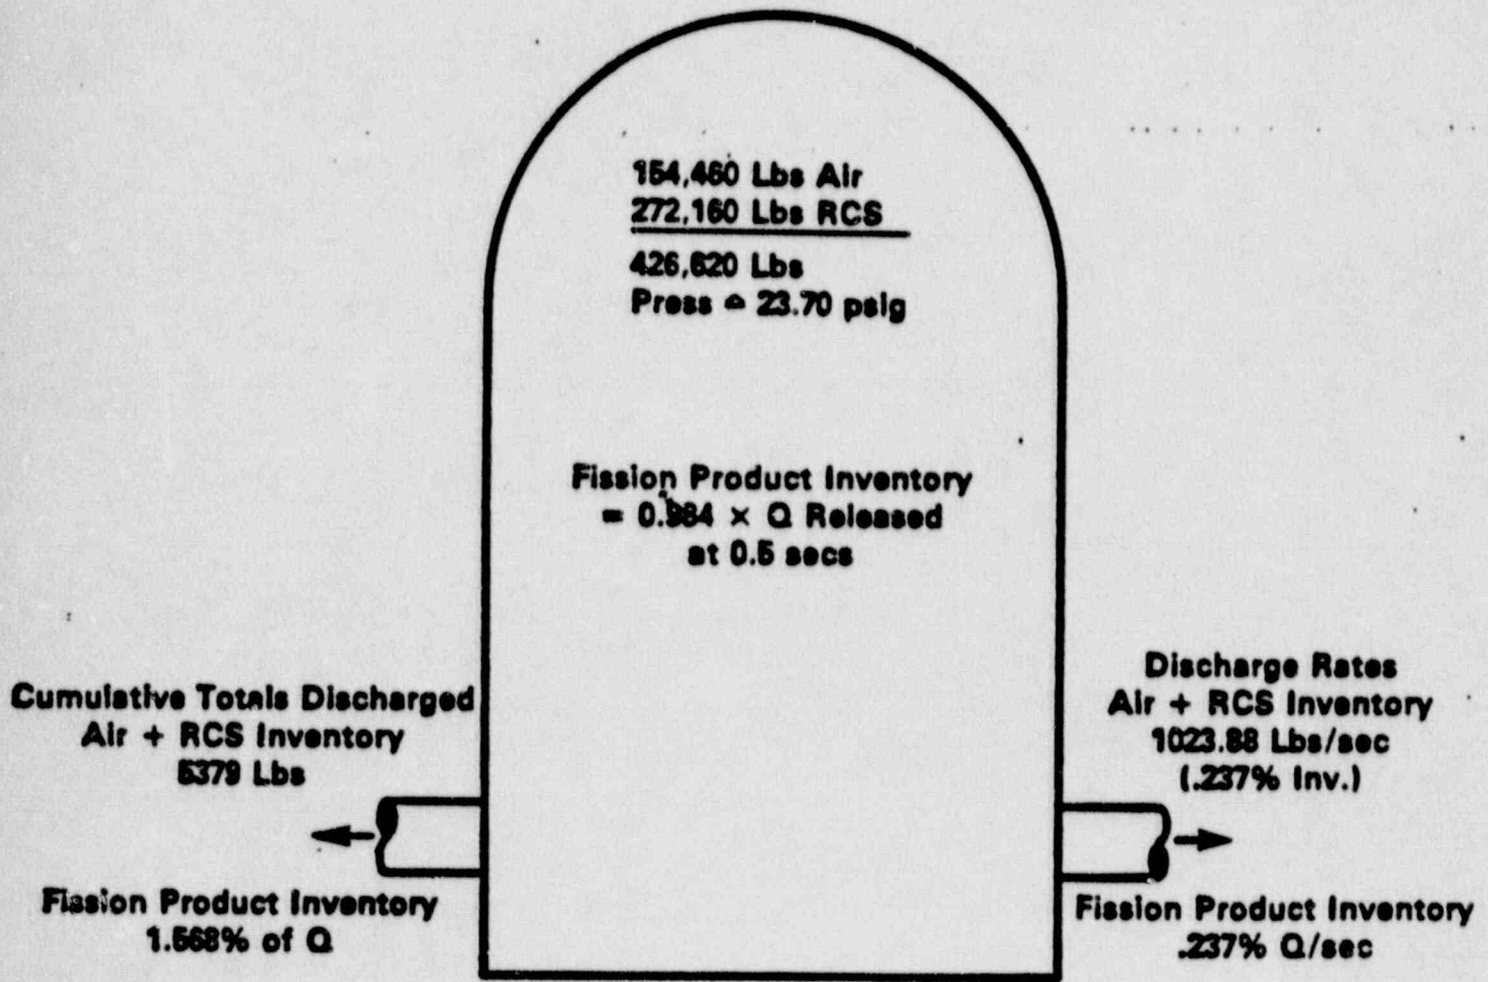 154,460 Lbs Air
272,160 Lbs RCS
426,620 Lbs
Press = 23.70 psig
Fission Product Inventory
= 0.984 × Q Released
at 0.5 secs
Cumulative Totals Discharged
Air + RCS Inventory
5379 Lbs
Fission Product Inventory
1.568% of Q
Discharge Rates
Air + RCS Inventory
1023.88 Lbs/sec
(.237% Inv.)
Fission Product Inventory
.237% Q/sec